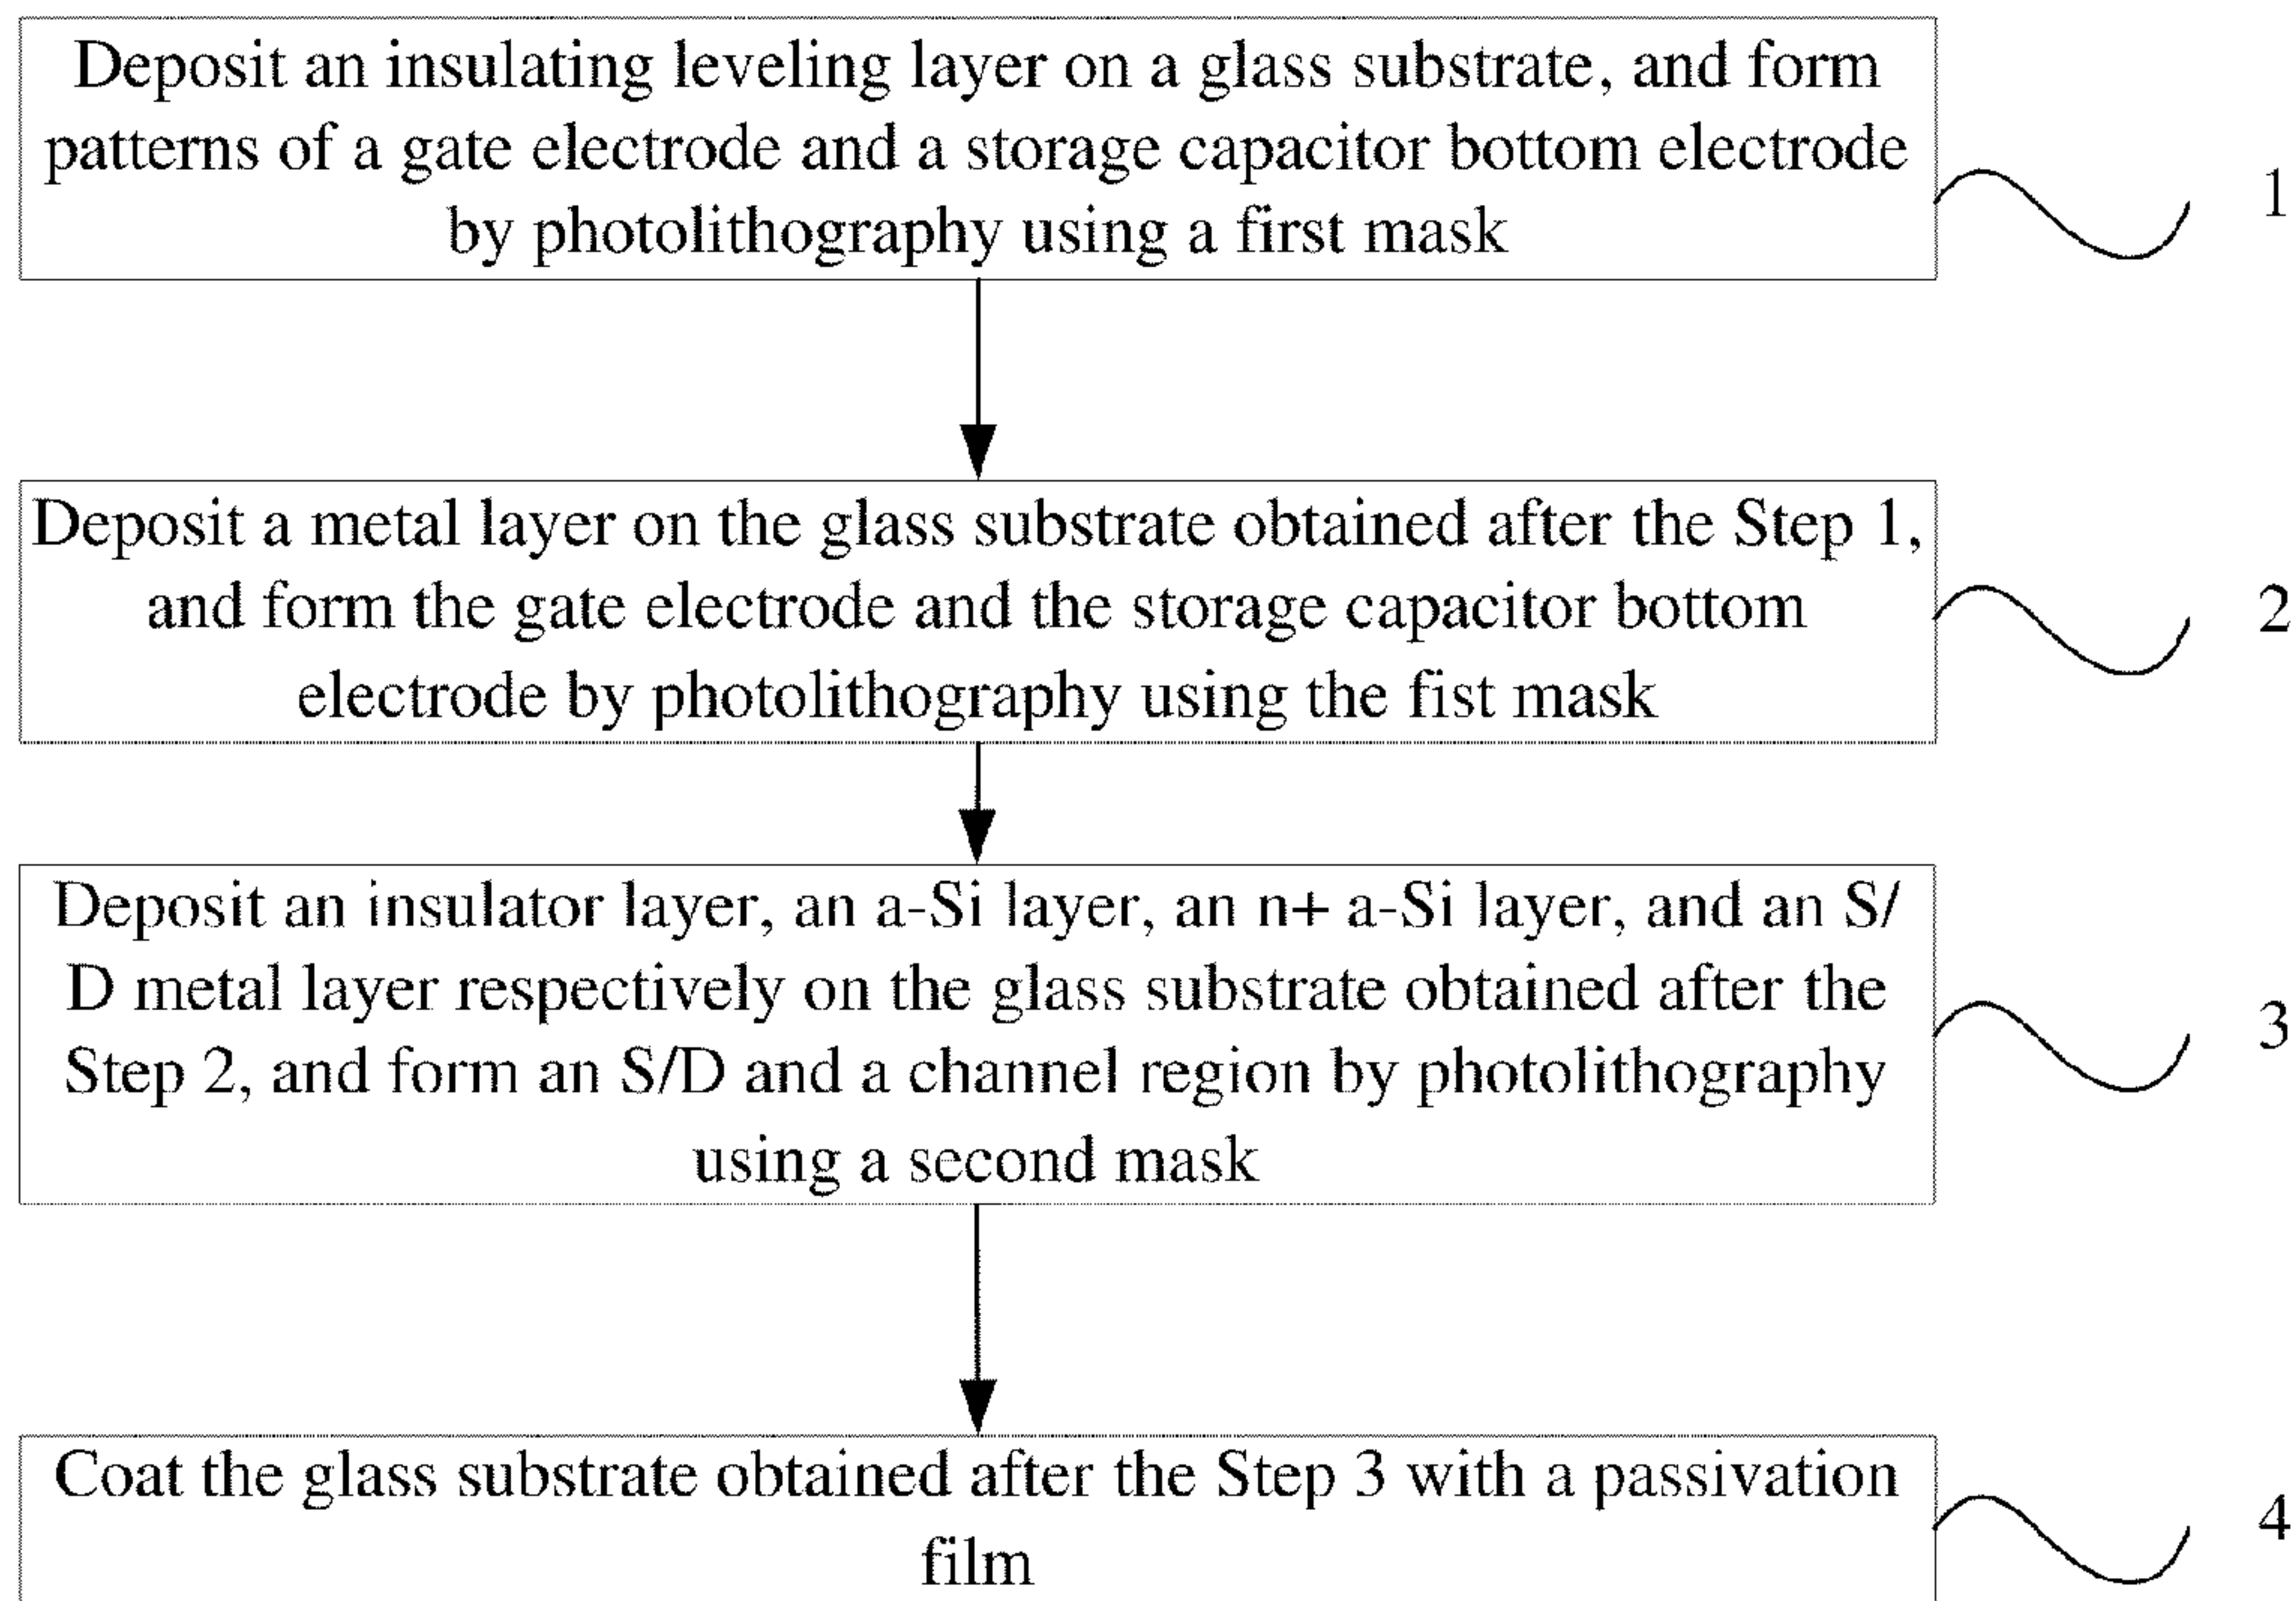 Deposit an insulating leveling layer on a glass substrate, and form
patterns of a gate electrode and a storage capacitor bottom electrode
by photolithography using a first mask
1
Deposit a metal layer on the glass substrate obtained after the Step 1,
and form the gate electrode and the storage capacitor bottom
electrode by photolithography using the fist mask
2
Deposit an insulator layer, an a-Si layer, an n+ a-Si layer, and an S/
D metal layer respectively on the glass substrate obtained after the
Step 2, and form an S/D and a channel region by photolithography
using a second mask
3
Coat the glass substrate obtained after the Step 3 with a passivation
film
4